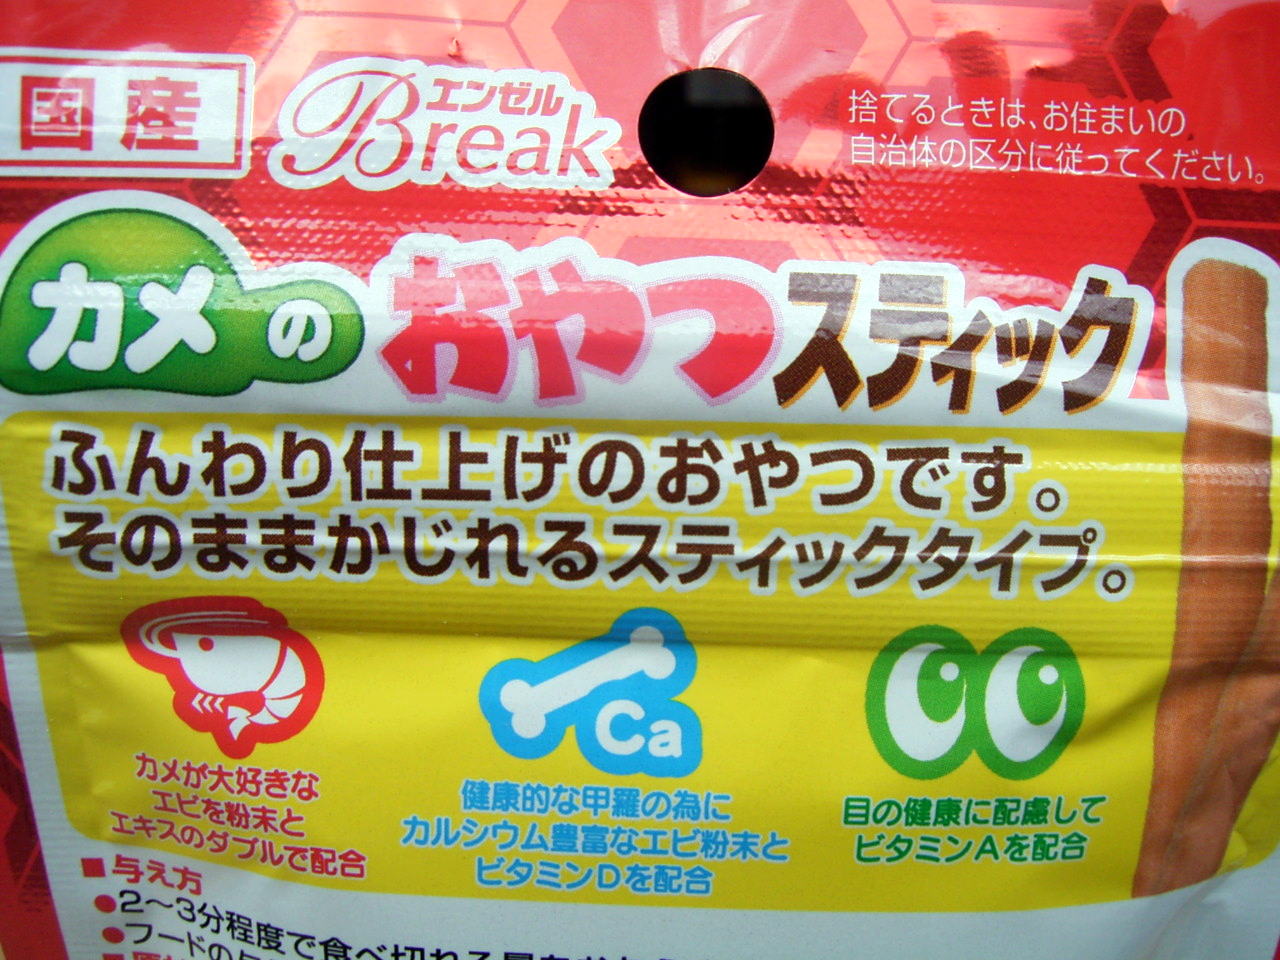 国産
エンゼル
Break
捨てるときは、お住まいの
自治体の区分に従ってください。
カメのおやつスティック
ふんわり仕上げのおやつです。
そのままかじれるスティックタイプ。
Ca
カメが大好きな
エビを粉末と
エキスのダブルで配合
健康的な甲羅の為に
カルシウム豊富なエビ粉末と
ビタミンDを配合
目の健康に配慮して
ビタミンAを配合
■与え方
●2〜3分程度で食べ切れる
●フードの